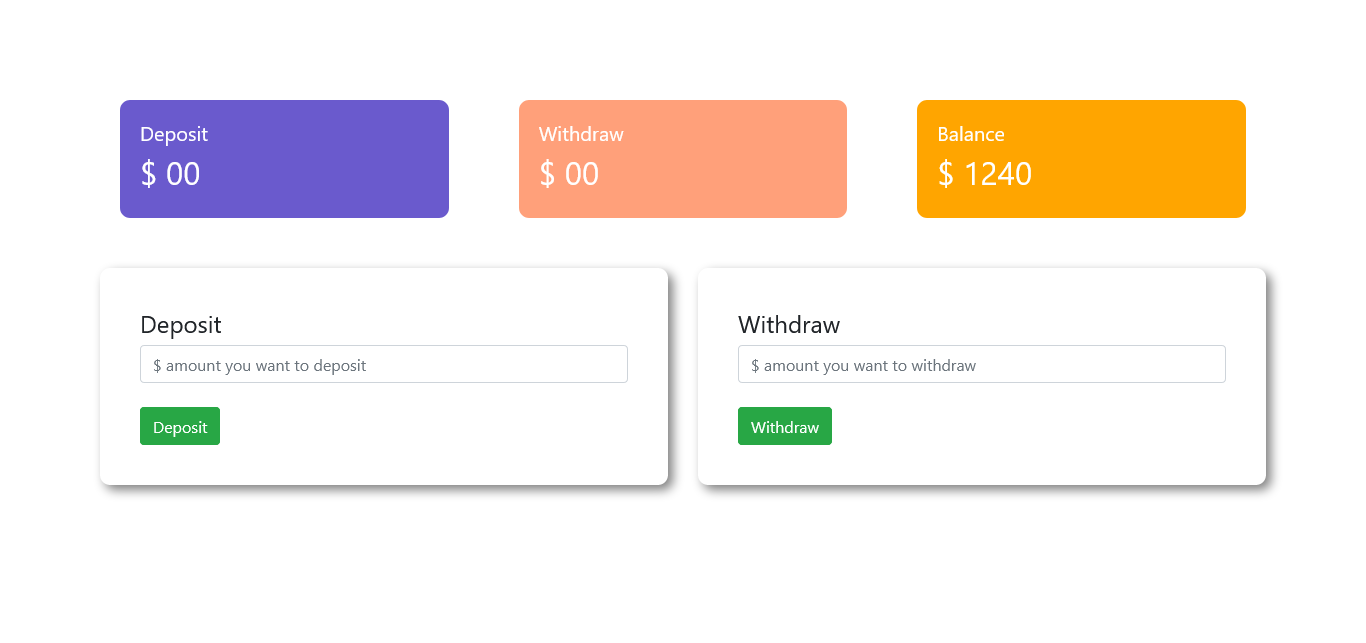 Deposit
$ 00
Withdraw
$ 00
Balance
$ 1240
Deposit
$ amount you want to deposit
Deposit
Withdraw
$ amount you want to withdraw
Withdraw